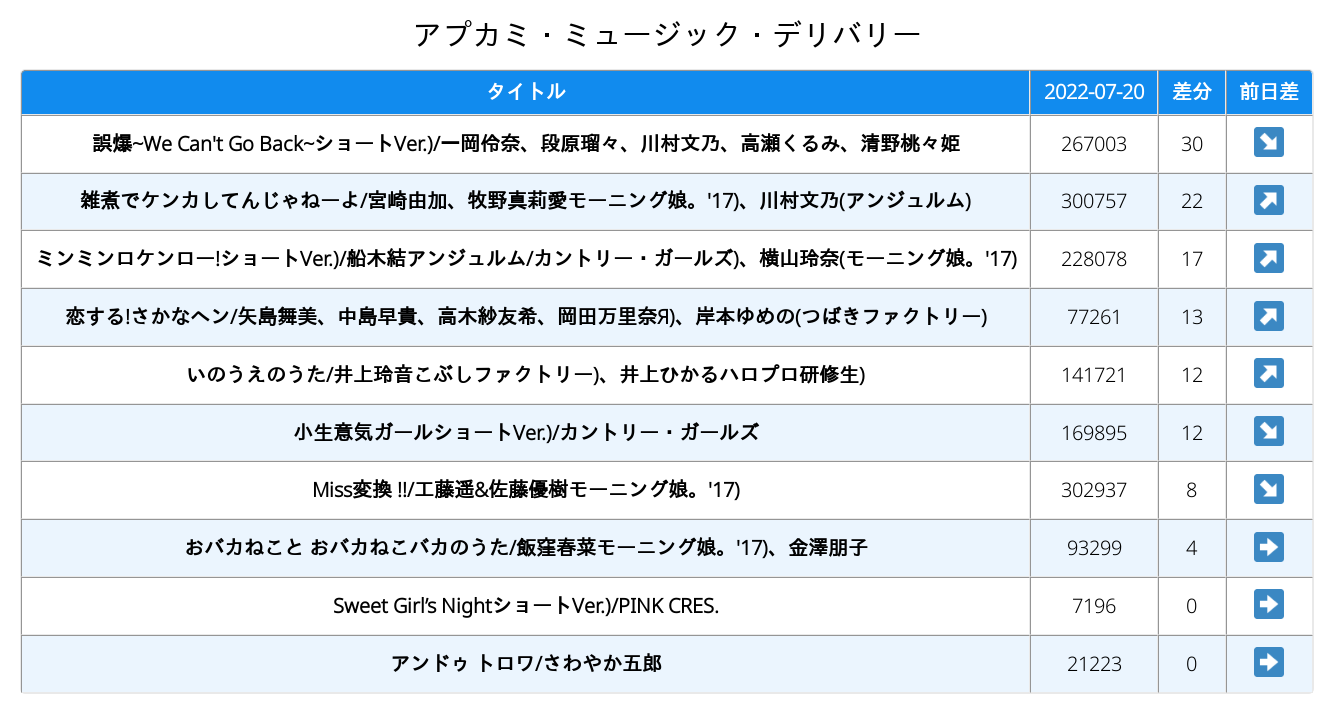 アプカミ・ミュージック・デリバリー
タイトル 2022-07-20 差分 前日差
誤爆~We Can't Go Back~ショートVer.)/一岡伶奈、段原瑠々、川村文乃、高瀬くるみ、清野桃々姫 267003 30
雑煮でケンカしてんじゃねーよ/宮崎由加、牧野真莉愛モーニング娘。'17)、川村文乃(アンジュルム) 300757 22
ミンミンロケンロー!ショートVer.)/船木結アンジュルム/カントリー・ガールズ)、横山玲奈(モーニング娘。'17) 228078 17
恋する!さかなヘン/矢島舞美、中島早貴、高木紗友希、岡田万里奈Я)、岸本ゆめの(つばきファクトリー) 77261 13
いのうえのうた/井上玲音こぶしファクトリー)、井上ひかるハロプロ研修生) 141721 12
小生意気ガールショートVer.)/カントリー・ガールズ 169895 12
Miss変換 !!/工藤遥&佐藤優樹モーニング娘。'17) 302937 8
おバカねこと おバカねこバカのうた/飯窪春菜モーニング娘。'17)、金澤朋子 93299 4
Sweet Girl’s NightショートVer.)/PINK CRES. 7196 0
アンドゥ トロワ/さわやか五郎 21223 0